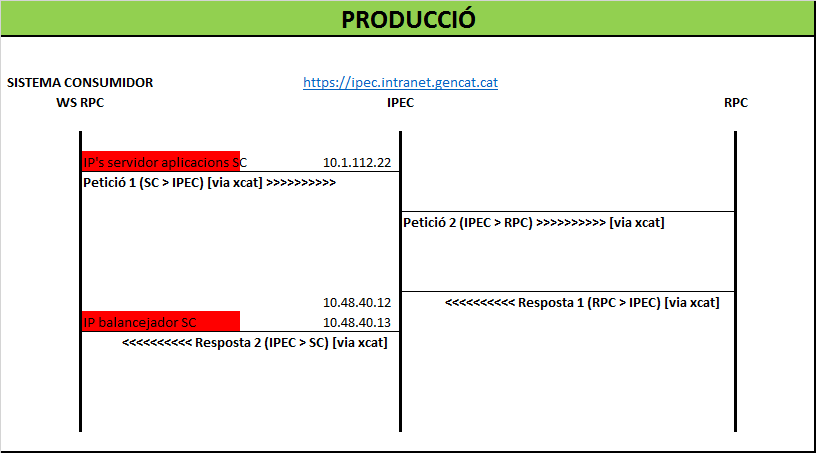 PRODUCCIÓ
SISTEMA CONSUMIDOR https://ipec.intranet.gencat.cat
WS RPC IPEC RPC
IP's servidor aplicacions SC 10.1.112.22
Petició 1 (SC > IPEC) [via xcat] >>>>>>>>>>
Petició 2 (IPEC > RPC) >>>>>>>>>> [via xcat]
10.48.40.12 <<<<<<<<<< Resposta 1 (RPC > IPEC) [via xcat]
IP balancejador SC 10.48.40.13
<<<<<<<<<< Resposta 2 (IPEC > SC) [via xcat]